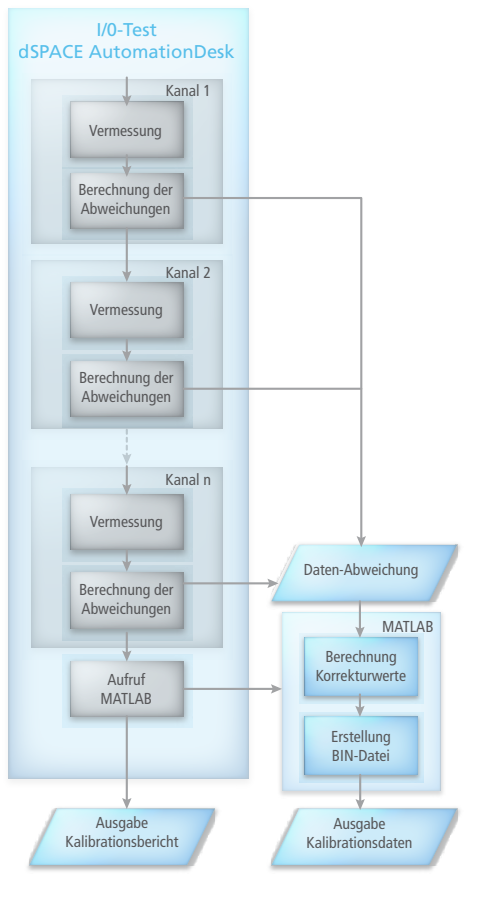 I/0-Test
dSPACE AutomationDesk
Kanal 1
Vermessung
Berechnung der
Abweichungen
Kanal 2
Vermessung
Berechnung der
Abweichungen
Kanal n
Vermessung
Berechnung der
Abweichungen
Aufruf
MATLAB
Daten-Abweichung
MATLAB
Berechnung
Korrekturwerte
Erstellung
BIN-Datei
Ausgabe
Kalibrationsbericht
Ausgabe
Kalibrationsdaten